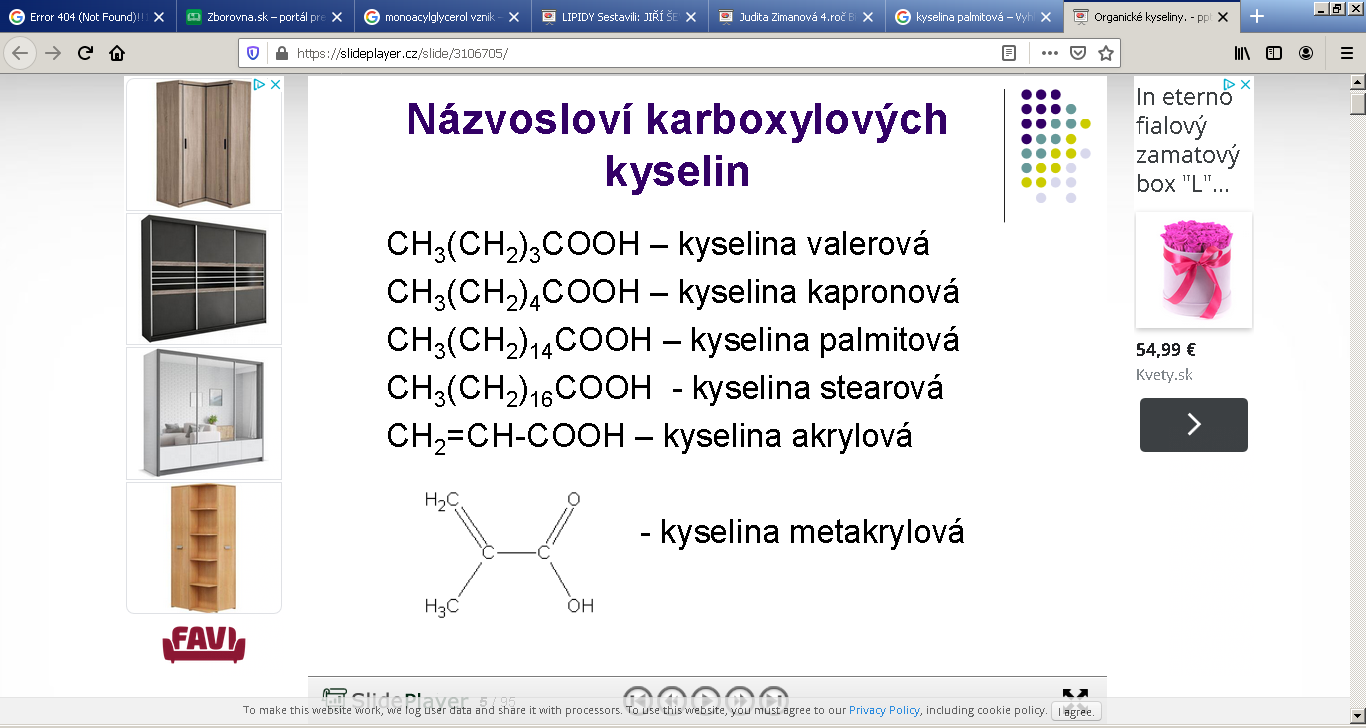 Error 404 (Not Found)!!1
Zborovna.sk – portál pre
monoacylglycerol vznik –
LIPIDY Sestavili: JIŘÍ ŠE
Judita Zimanová 4.roč B
kyselina palmitová – Vyh
Organické kyseliny. - ppt
https://slideplayer.cz/slide/3106705/
Názvosloví karboxylových
kyselin
CH3(CH2)3COOH – kyselina valerová
CH3(CH2)4COOH – kyselina kapronová
CH3(CH2)14COOH – kyselina palmitová
CH3(CH2)16COOH - kyselina stearová
CH2=CH-COOH – kyselina akrylová
H2C O
- kyselina metakrylová
C C
H3C OH
FAVI
In eterno
fialový
zamatový
box "L"...
54,99 €
Kvety.sk
SlidePlayer 5 / 95
To make this website work, we log user data and share it with processors. To use this website, you must agree to our Privacy Policy, including cookie policy. I agree.